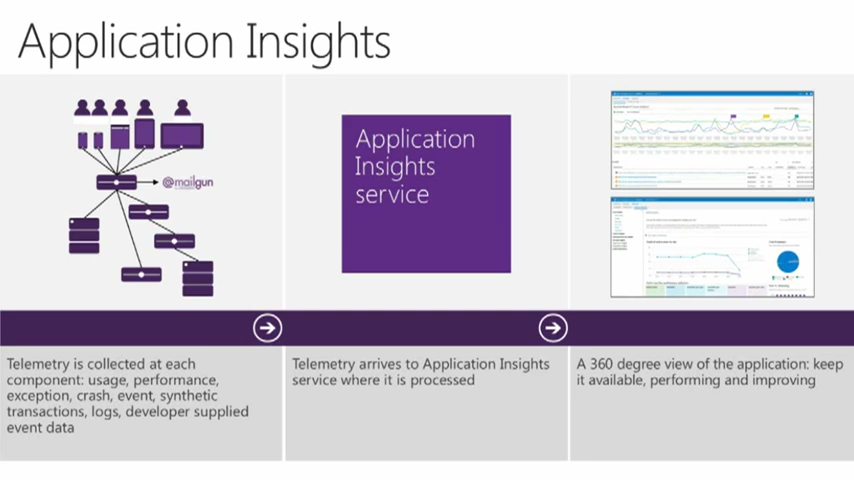 Application Insights
@mailgun
Application
Insights
service
Telemetry is collected at each
component: usage, performance,
exception, crash, event, synthetic
transactions, logs, developer supplied
event data
Telemetry arrives to Application Insights
service where it is processed
A 360 degree view of the application: keep
it available, performing and improving